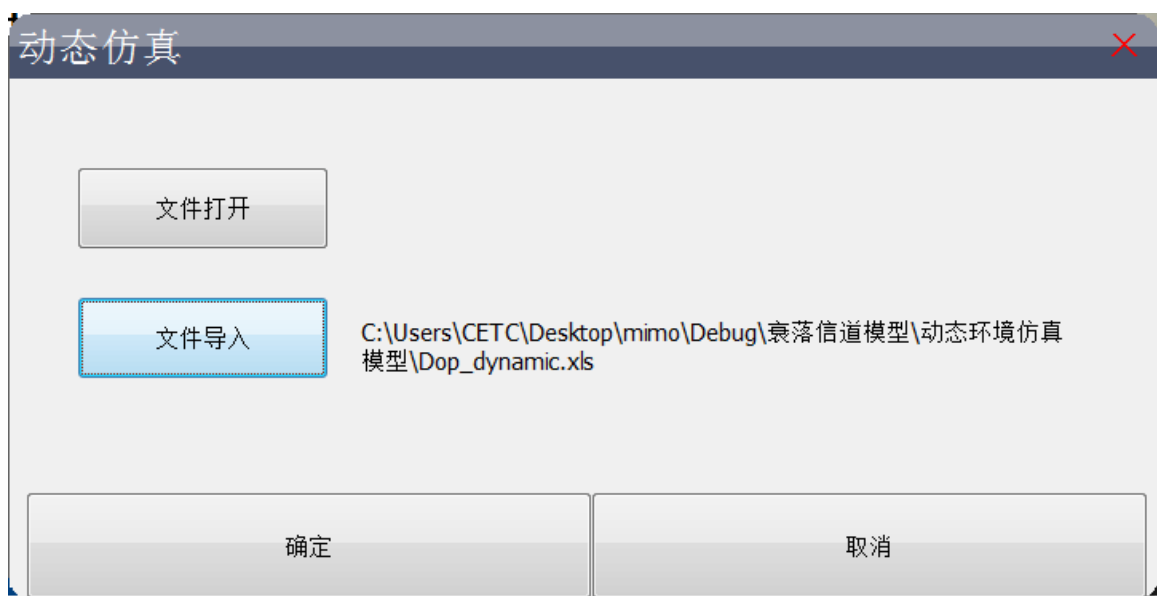 动态仿真
文件打开
文件导入
C:\Users\CETC\Desktop\mimo\Debug\衰落信道模型\动态环境仿真
模型\Dop_dynamic.xls
确定
取消